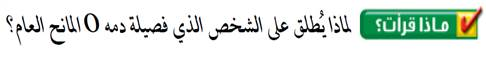 ماذا قرأت؟ لماذا يُطلق على الشخص الذي فصيلة دمه O المانح العام؟